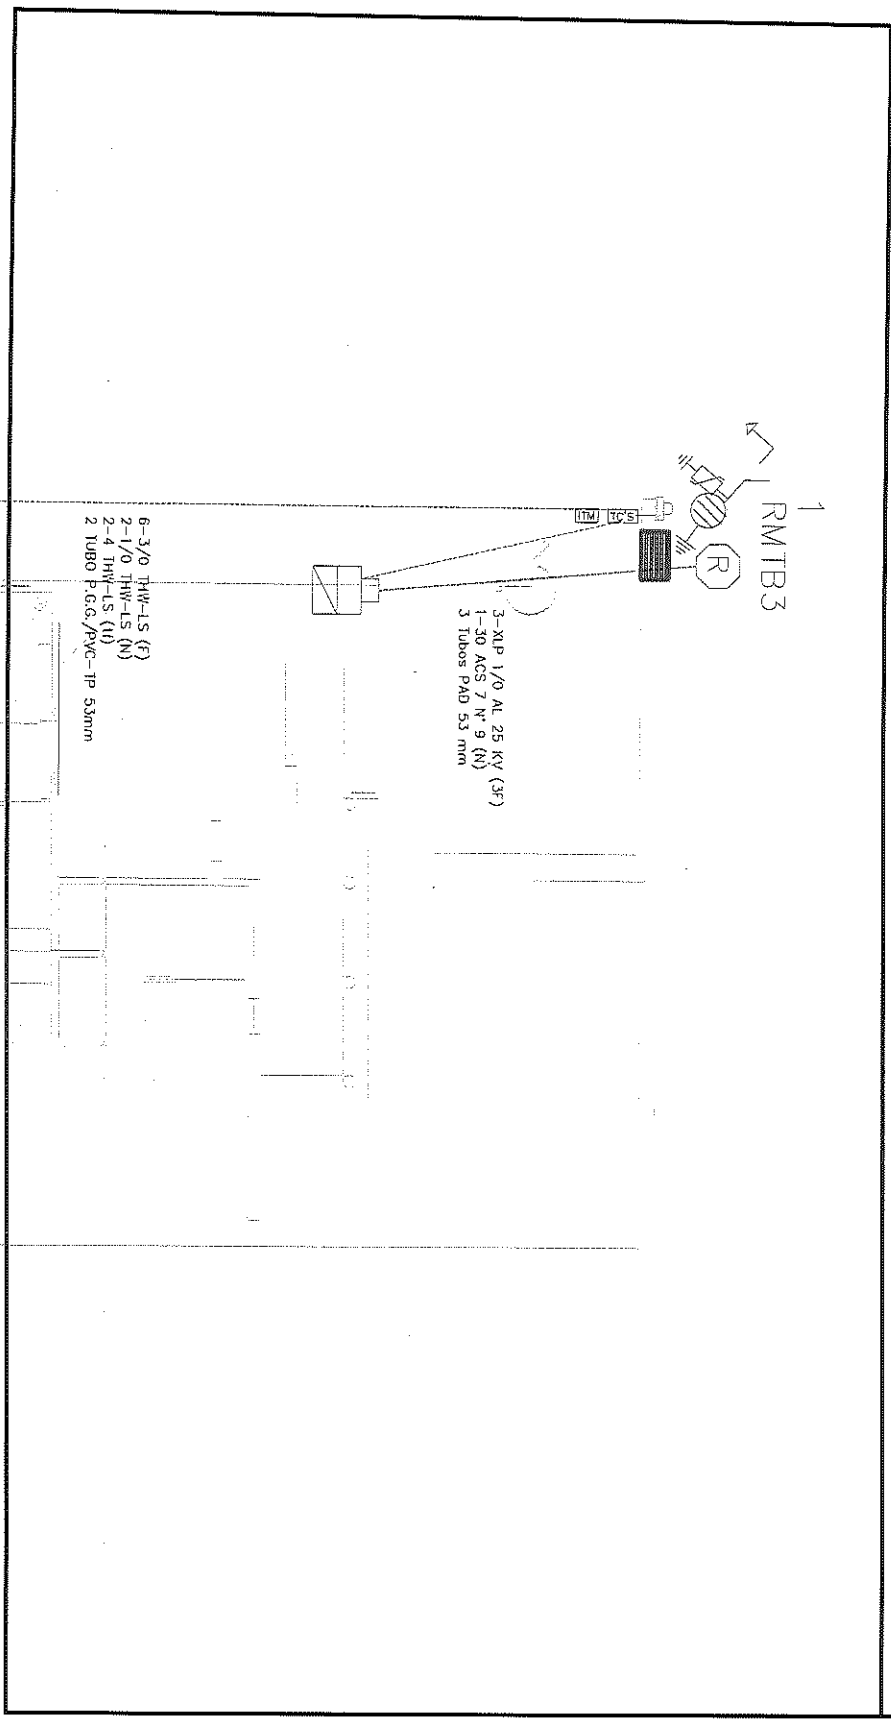 1
RMTB3
R
TC'S
ITM
3-XLP 1/0 AL 25 KV (3F)
1-30 ACS 7 N° 9 (N)
3 Tubos PAD 53 mm
6-3/0 THW-LS (F)
2-1/0 THW-LS (N)
2-4 THW-LS (tf)
2 TUBO P.G.G./PVC-TP 53mm